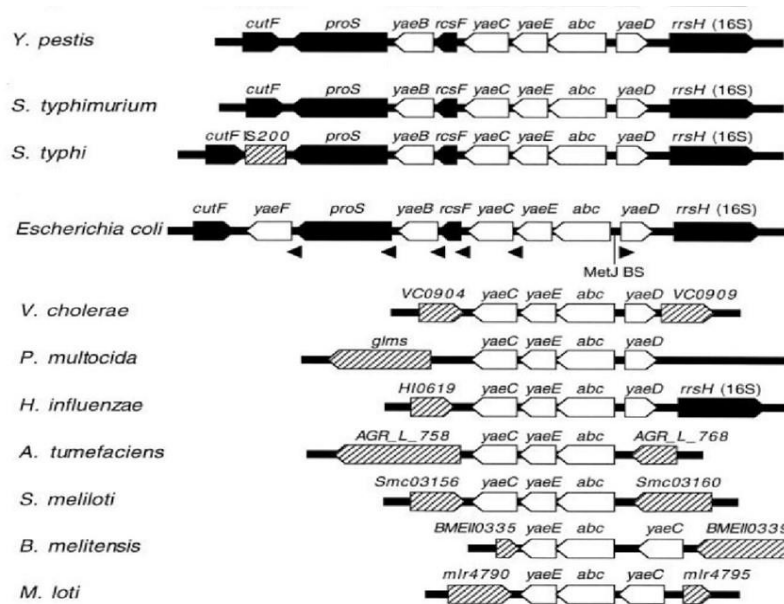 cutF proS yaeB rcsF yaeC yaeE abc yaeD rrsH (16S)
Y. pestis
cutF proS yaeB rcsF yaeC yaeE abc yaeD rrsH (16S)
S. typhimurium
cutF IS200 proS yaeB rcsF yaeC yaeE abc yaeD rrsH (16S)
S. typhi
cutF yaeF proS yaeB rcsF yaeC yaeE abc yaeD rrsH (16S)
Escherichia coli
MetJ BS
VC0904 yaeC yaeE abc yaeD VC0909
V. cholerae
glms yaeC yaeE abc yaeD
P. multocida
HI0619 yaeC yaeE abc yaeD rrsH (16S)
H. influenzae
AGR_L_758 yaeC yaeE abc AGR_L_768
A. tumefaciens
Smc03156 yaeC yaeE abc Smc03160
S. meliloti
BMEII0335 yaeE abc yaeC BMEII0339
B. melitensis
mlr4790 yaeE abc yaeC mlr4795
M. loti